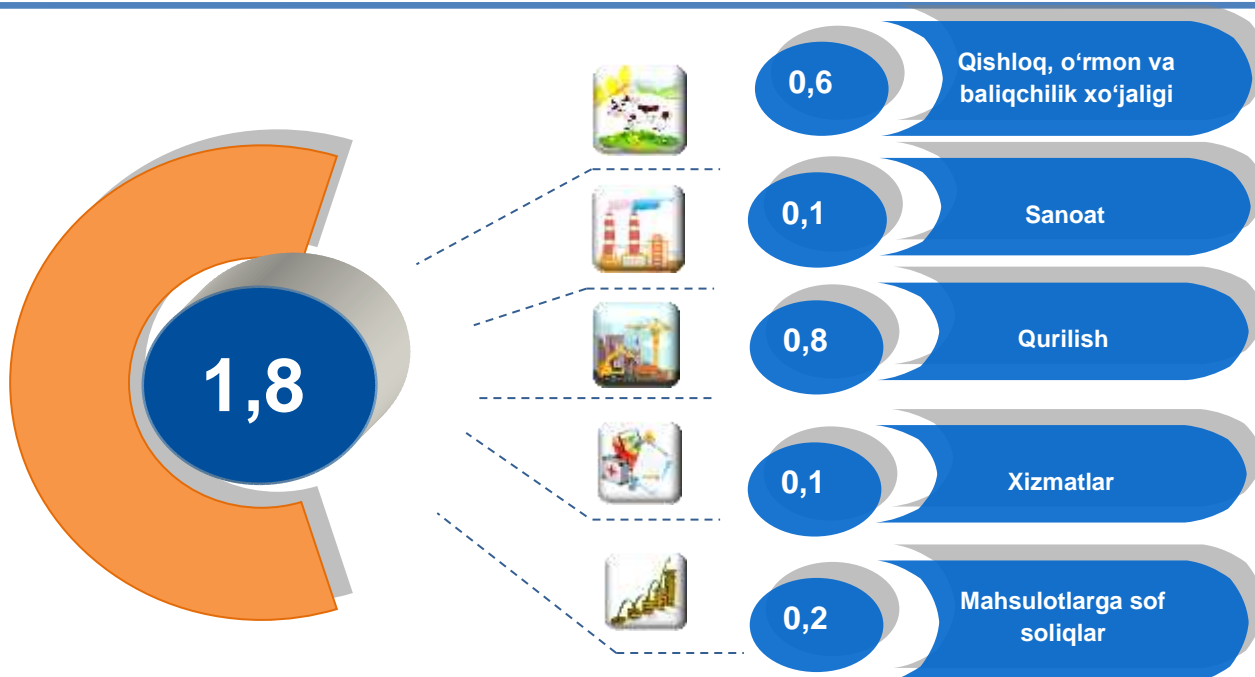 1,8
0,6
Qishloq, o‘rmon va
baliqchilik xo‘jaligi
0,1
Sanoat
0,8
Qurilish
0,1
Xizmatlar
0,2
Mahsulotlarga sof
soliqlar